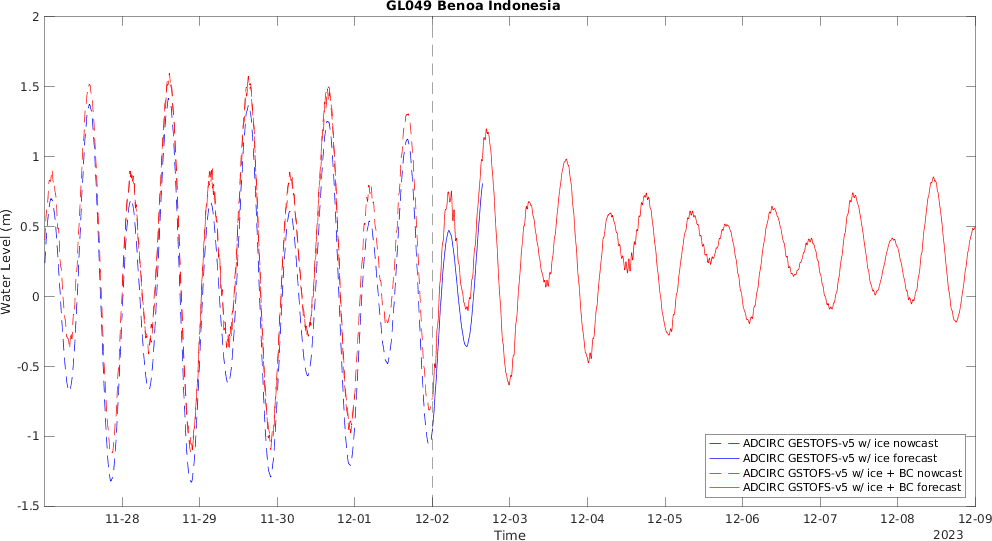 GL049 Benoa Indonesia
Water Level (m)
2
1.5
1
0.5
0
-0.5
-1
-1.5
ADCIRC GESTOFS-v5 w/ ice nowcast
ADCIRC GESTOFS-v5 w/ ice forecast
ADCIRC GSTOFS-v5 w/ ice + BC nowcast
ADCIRC GSTOFS-v5 w/ ice + BC forecast
11-28 11-29 11-30 12-01 12-02 12-03 12-04 12-05 12-06 12-07 12-08 12-09
Time
2023